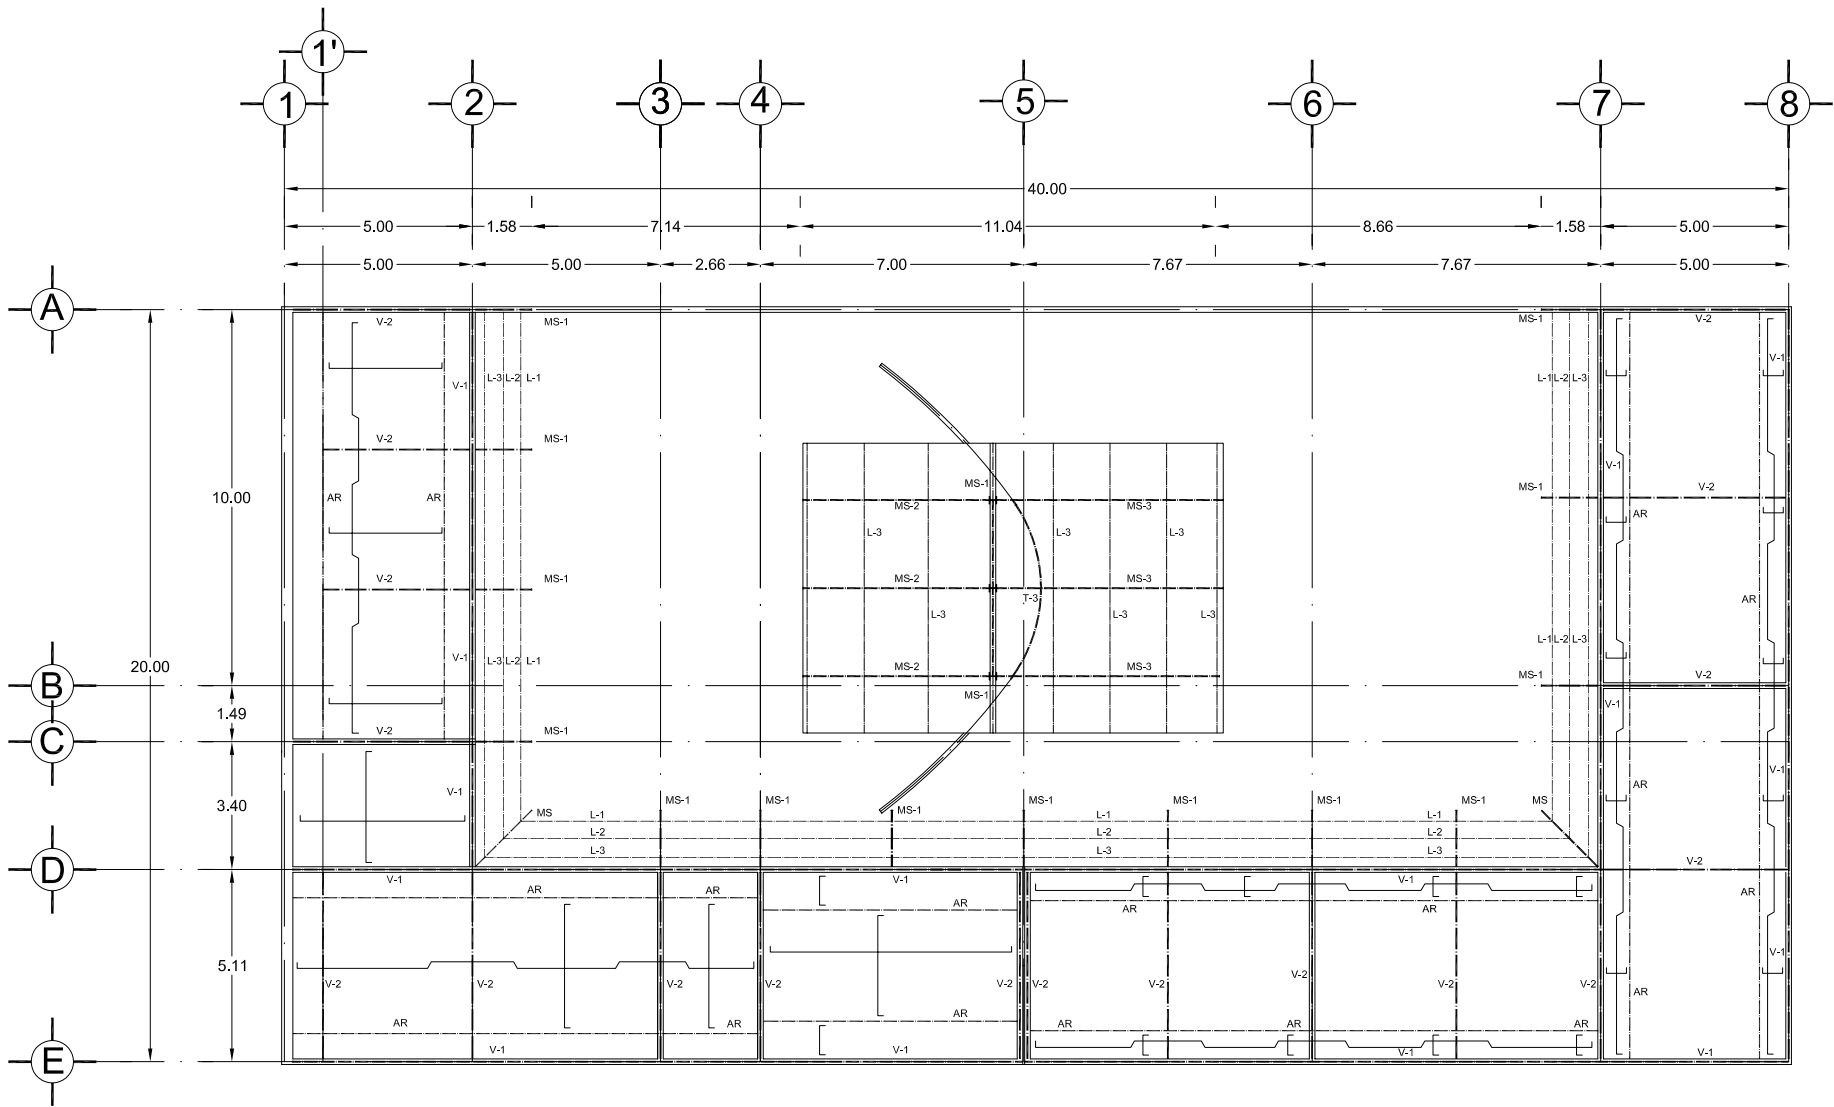 1'
1 2 3 4 5 6 7 8
40.00
5.00 1.58 7.14 11.04 8.66 1.58 5.00
5.00 5.00 2.66 7.00 7.67 7.67 5.00
A
V-2 MS-1 MS-1 V-2
V-1 L-3 L-2 L-1 L-1 L-2 L-3 V-1
V-2 MS-1
V-1
MS-1 MS-1 V-2
10.00 AR AR
MS-2 MS-3 AR
L-3 L-3 L-3
V-2 MS-1 MS-2 MS-3
T-3 AR
L-3 L-3 L-3
V-1 L-3 L-2 L-1 L-1 L-2 L-3
20.00
MS-2 MS-3 MS-1 V-2
B
MS-1 V-1
1.49
V-2 MS-1
C
V-1
AR AR
V-1
3.40 MS-1 MS-1 MS-1 MS-1 MS-1 MS-1 MS
MS L-1 L-1 L-1
L-2 L-2 L-2
L-3 L-3 L-3
V-2
D
V-1 V-1 V-1
AR AR AR
AR AR AR AR
V-1
5.11
V-2 V-2 V-2 V-2 V-2 V-2 V-2 V-2 V-2 V-2
AR
AR AR AR AR AR AR
V-1 V-1 V-1 V-1
E